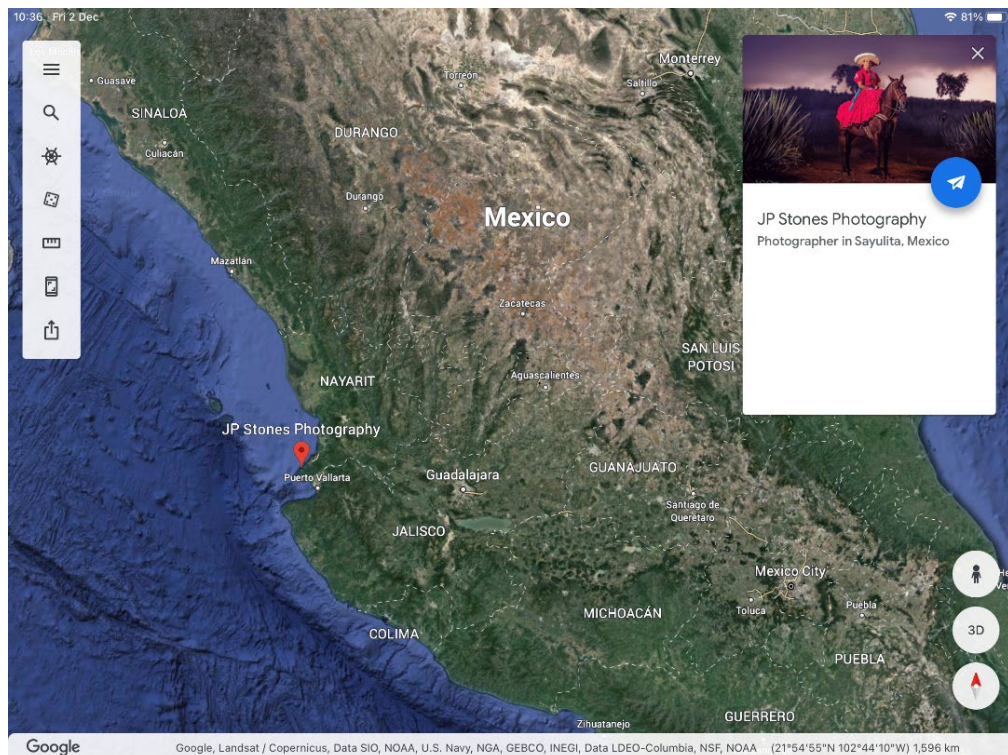 10:36 Fri 2 Dec
81%
Monterrey
Guasave
Torreón
Saltillo
SINALOA
DURANGO
Culiacán
Durango
Mexico
JP Stones Photography
Photographer in Sayulita, Mexico
Mazatlán
Zacatecas
SAN LUIS
POTOSI
NAYARIT
Aguascalientes
JP Stones Photography
Puerto Vallarta
Guadalajara
GUANAJUATO
Santiago de
Querétaro
JALISCO
Mexico City
MICHOACÁN
Toluca
Puebla
COLIMA
3D
PUEBLA
GUERRERO
Zihuatanejo
Google
Google, Landsat / Copernicus, Data SIO, NOAA, U.S. Navy, NGA, GEBCO, INEGI, Data LDEO-Columbia, NSF, NOAA (21°54'55"N 102°44'10"W) 1,596 km